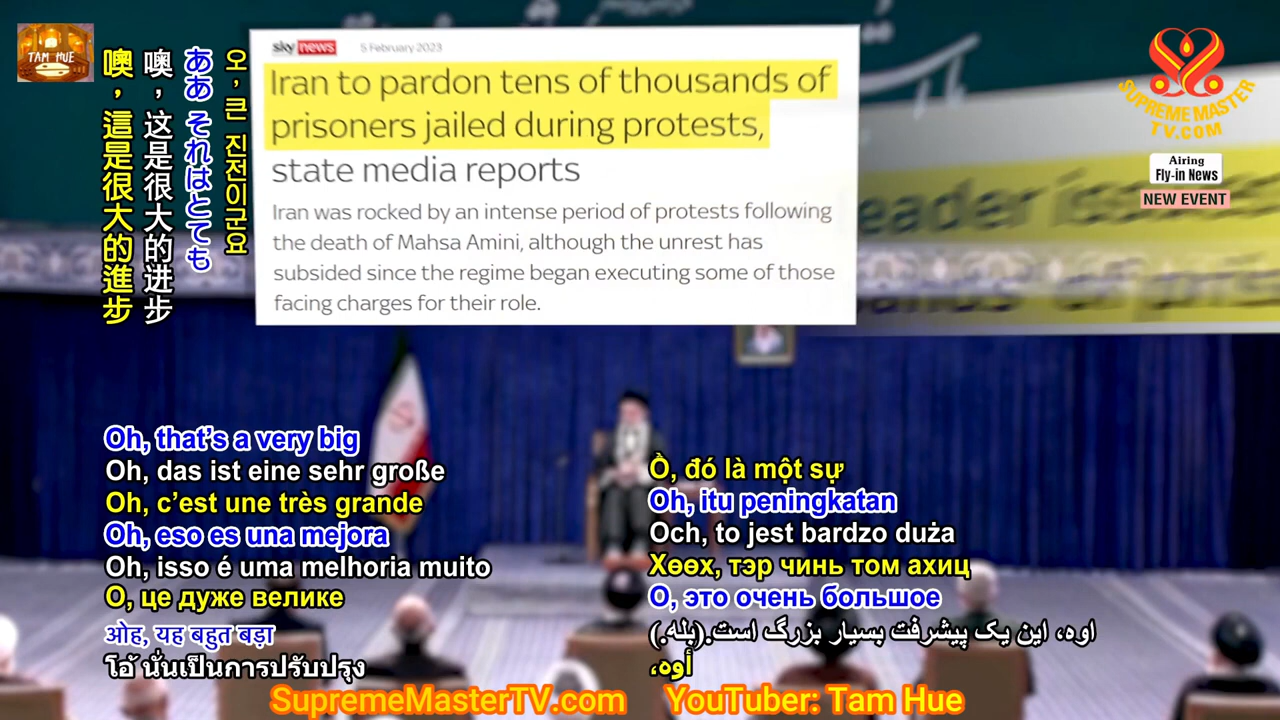 TAM HUE
噢，這是很大的進步
噢，这是很大的进步
ああ それはとても
오, 큰 진전이군요
sky news 5 February 2023
Iran to pardon tens of thousands of
prisoners jailed during protests,
state media reports
Iran was rocked by an intense period of protests following
the death of Mahsa Amini, although the unrest has
subsided since the regime began executing some of those
facing charges for their role.
SUPREME MASTER
TV.COM
Airing
Fly-in News
NEW EVENT
eader issues
ands of pris
Oh, that's a very big
Oh, das ist eine sehr große
Oh, c'est une très grande
Oh, eso es una mejora
Oh, isso é uma melhoria muito
О, це дуже велике
ओह, यह बहुत बड़ा
โอ้ นั่นเป็นการปรับปรุง
Ồ, đó là một sự
Oh, itu peningkatan
Och, to jest bardzo duża
Хөөх, тэр чинь том ахиц
О, это очень большое
اوه، این یک پیشرفت بسیار بزرگ است.(بله.)
أوه،
SupremeMasterTV.com YouTuber: Tam Hue